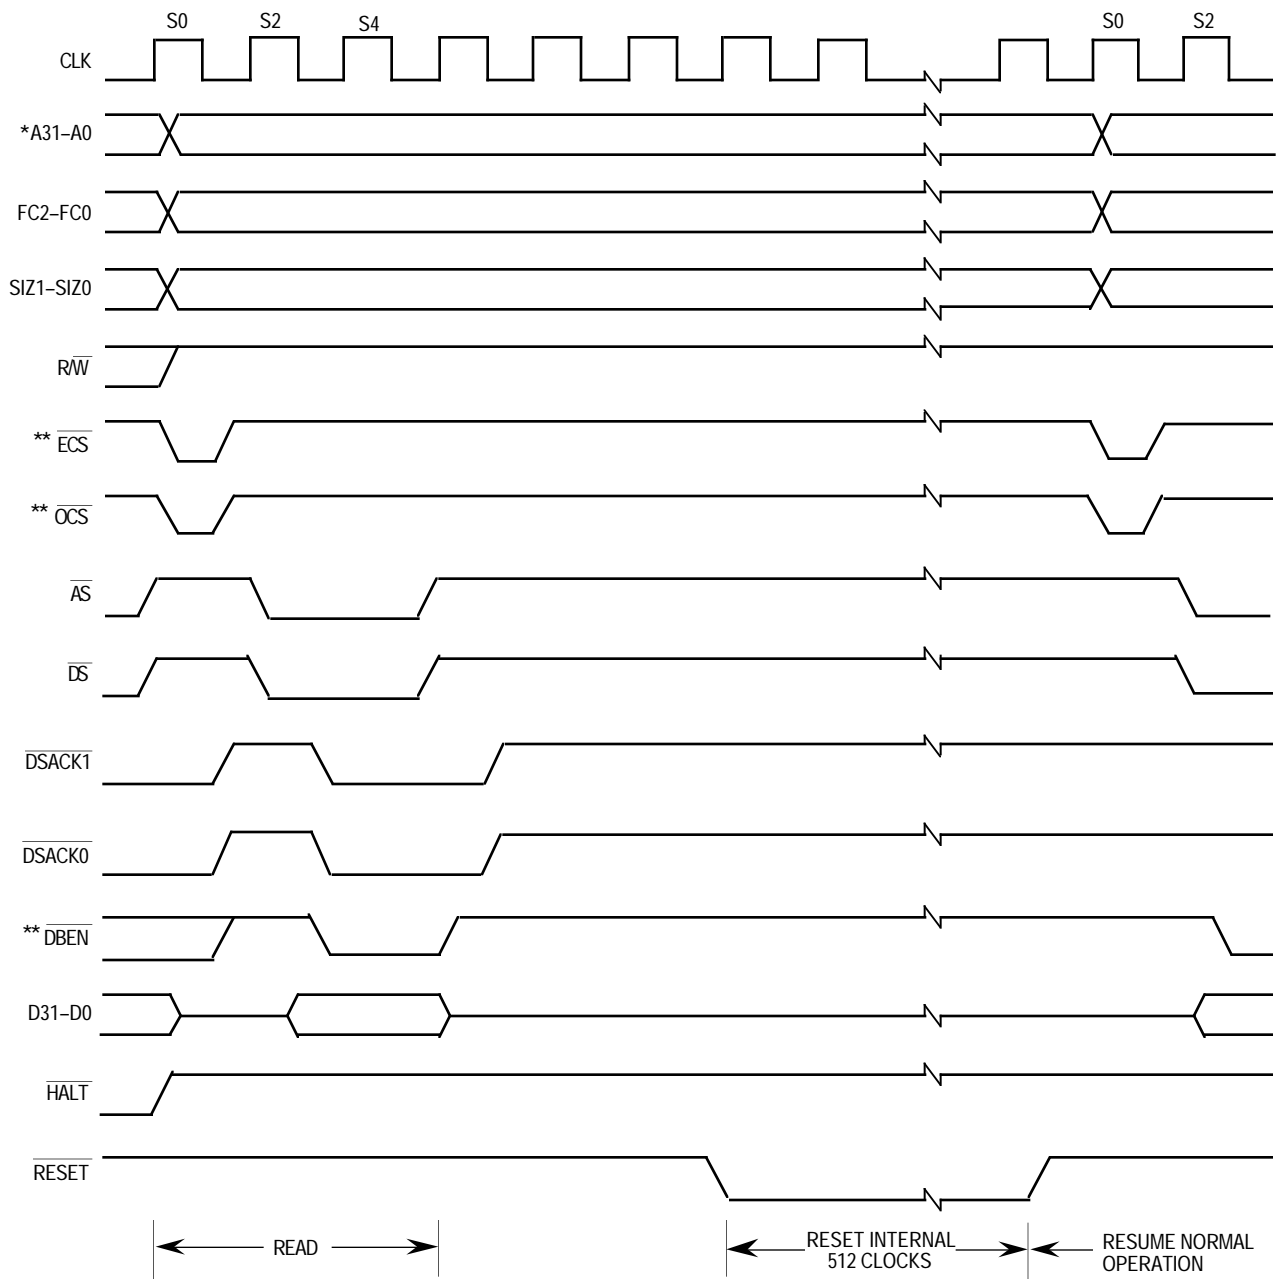 S0 S2 S4 S0 S2
CLK
*A31–A0
FC2–FC0
SIZ1–SIZ0
R/W
** ECS
** OCS
AS
DS
DSACK1
DSACK0
** DBEN
D31–D0
HALT
RESET
READ
RESET INTERNAL
512 CLOCKS
RESUME NORMAL
OPERATION